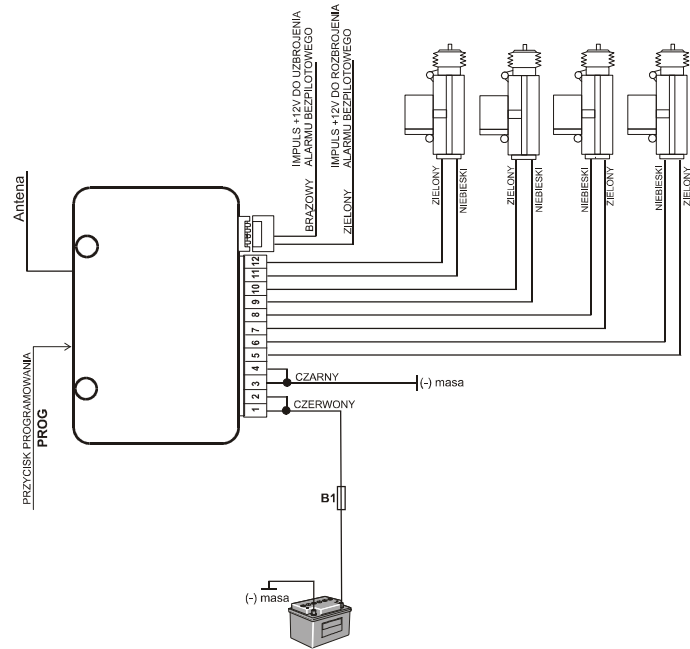 Antena
PRZYCISK PROGRAMOWANIA
PROG
IMPULS +12V DO UZBROJENIA
ALARMU BEZPILOTOWEGO
IMPULS +12V DO ROZBROJENIA
ALARMU BEZPILOTOWEGO
BRĄZOWY
ZIELONY
ZIELONY
NIEBIESKI
ZIELONY
NIEBIESKI
NIEBIESKI
ZIELONY
NIEBIESKI
ZIELONY
12
11
10
9
8
7
6
5
4
3
2
1
CZARNY
(-) masa
CZERWONY
B1
(-) masa